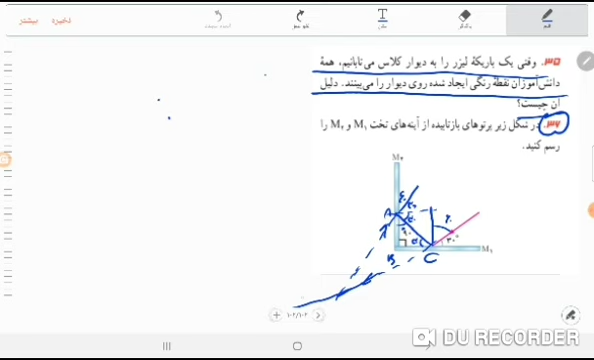 ذخیره
بیشتر
متن
قلم
۳۵. وقتی یک باریکهٔ لیزر را به دیوار کلاس می‌تابانیم، همهٔ
دانش‌آموزان نقطهٔ رنگی ایجاد شده روی دیوار را می‌بینند. دلیل
آن چیست؟
۳۶. در شکل زیر پرتوهای بازتابیده از آینه‌های تخت M₁ و M₂ را
رسم کنید.
M₂
A
B
C
۳۰°
M₁
۱۰۲/۱۰۲
DU RECORDER